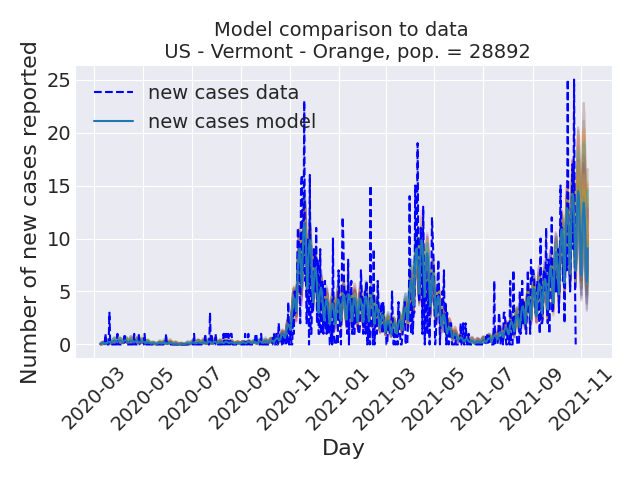 Model comparison to data
US - Vermont - Orange, pop. = 28892
Number of new cases reported
25
20
15
10
5
0
new cases data
new cases model
2020-03
2020-05
2020-07
2020-09
2020-11
2021-01
2021-03
2021-05
2021-07
2021-09
2021-11
Day